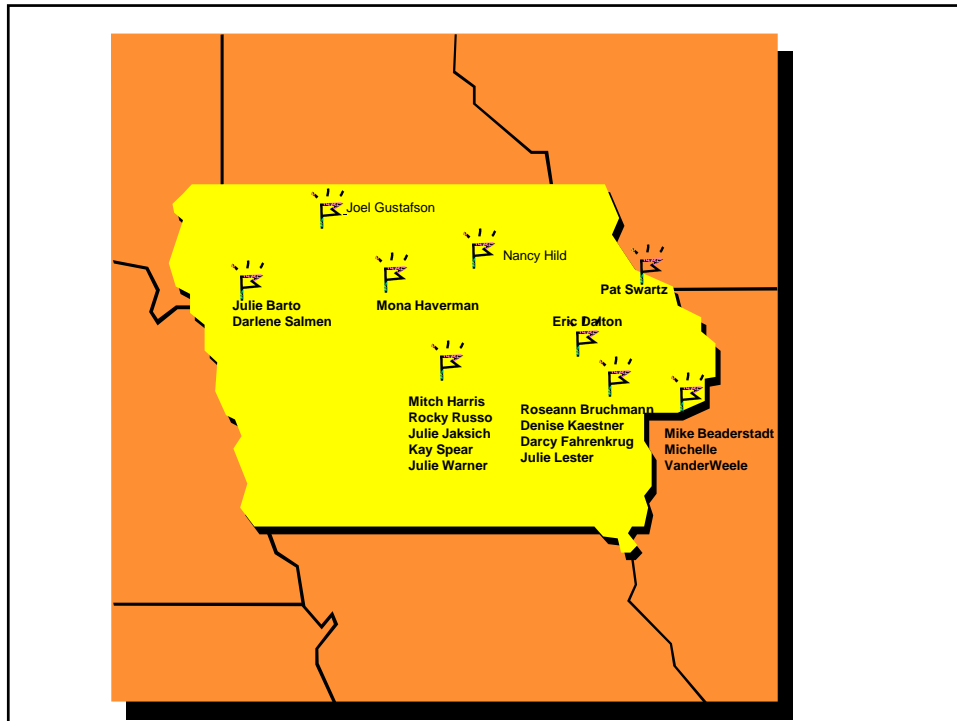 Joel Gustafson
Nancy Hild
Pat Swartz
Julie Barto
Darlene Salmen
Mona Haverman
Eric Dalton
Mitch Harris
Rocky Russo
Julie Jaksich
Kay Spear
Julie Warner
Roseann Bruchmann
Denise Kaestner
Darcy Fahrenkrug
Julie Lester
Mike Beaderstadt
Michelle
VanderWeele